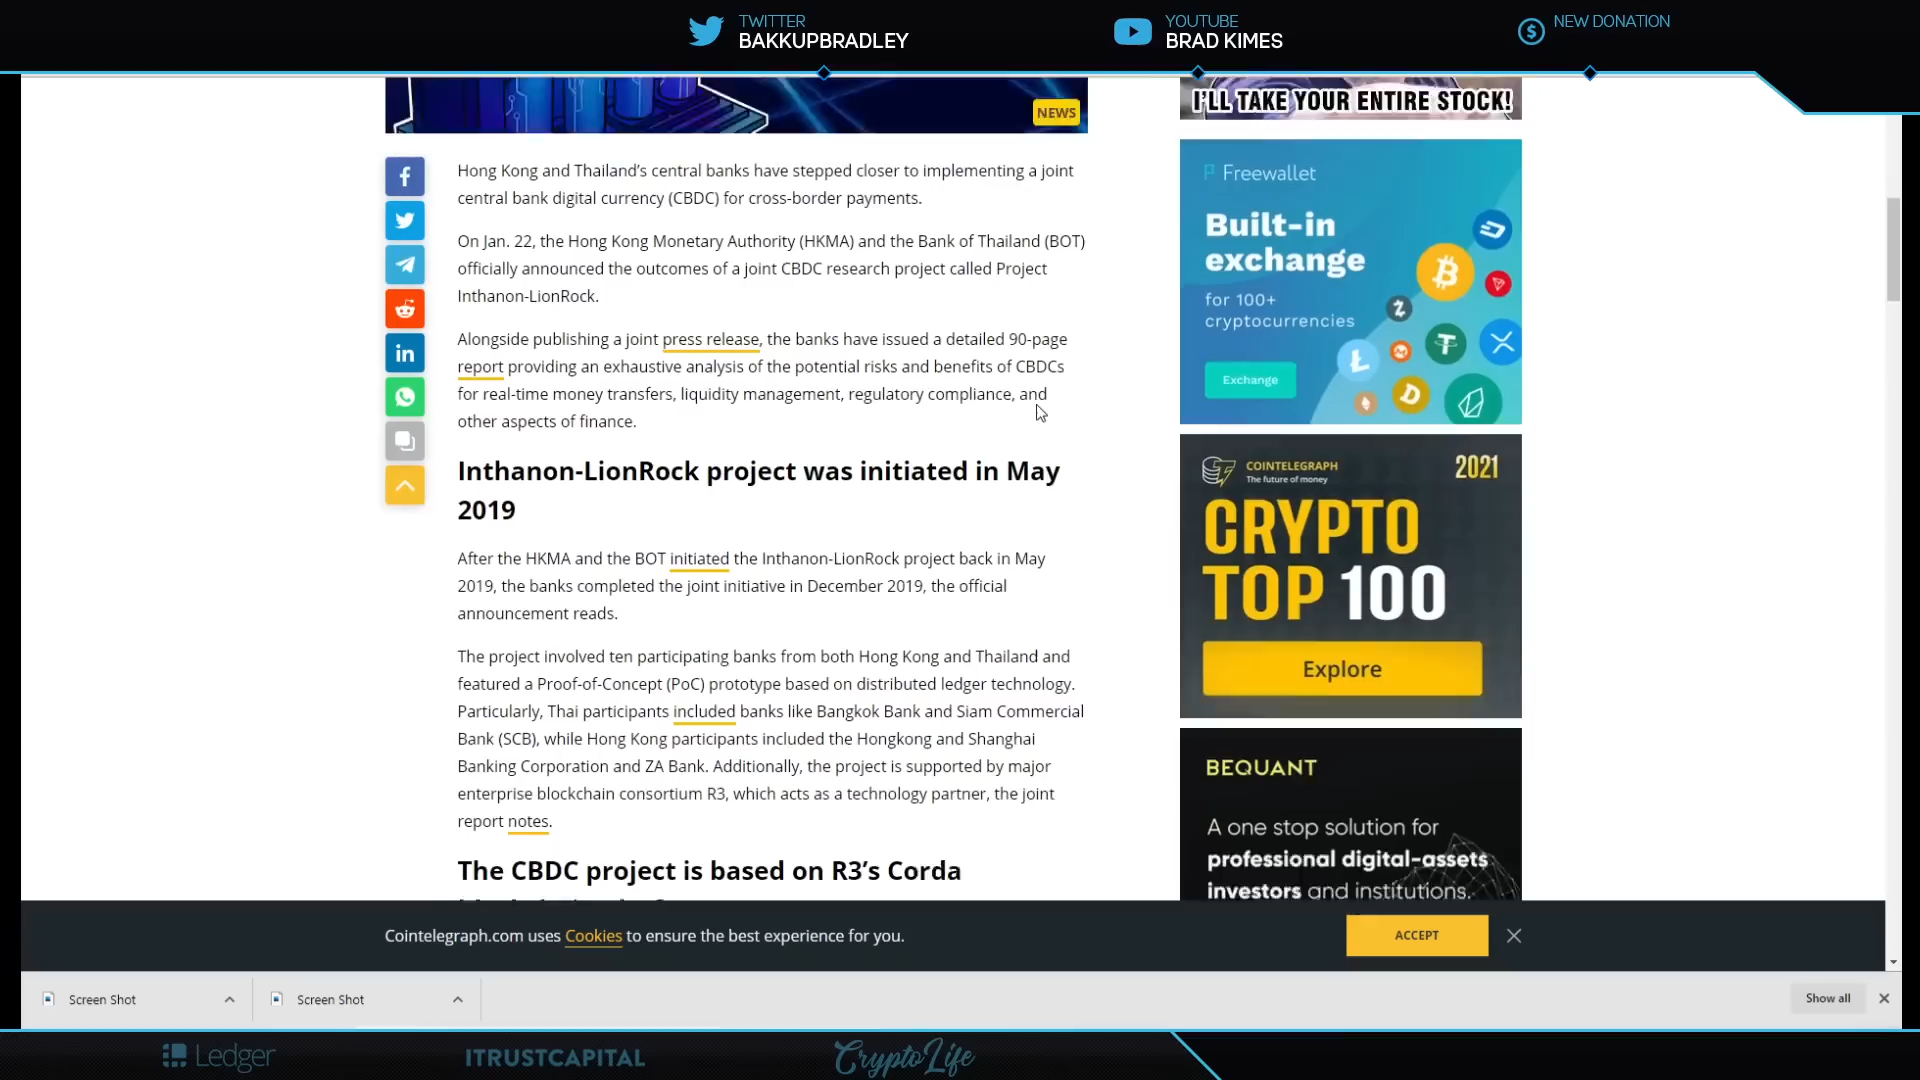 TWITTER
BAKKUPBRADLEY
YOUTUBE
BRAD KIMES
NEW DONATION
NEWS
I'LL TAKE YOUR ENTIRE STOCK!
Hong Kong and Thailand’s central banks have stepped closer to implementing a joint
central bank digital currency (CBDC) for cross-border payments.
On Jan. 22, the Hong Kong Monetary Authority (HKMA) and the Bank of Thailand (BOT)
officially announced the outcomes of a joint CBDC research project called Project
Inthanon-LionRock.
Alongside publishing a joint press release, the banks have issued a detailed 90-page
report providing an exhaustive analysis of the potential risks and benefits of CBDCs
for real-time money transfers, liquidity management, regulatory compliance, and
other aspects of finance.
Inthanon-LionRock project was initiated in May
2019
After the HKMA and the BOT initiated the Inthanon-LionRock project back in May
2019, the banks completed the joint initiative in December 2019, the official
announcement reads.
The project involved ten participating banks from both Hong Kong and Thailand and
featured a Proof-of-Concept (PoC) prototype based on distributed ledger technology.
Particularly, Thai participants included banks like Bangkok Bank and Siam Commercial
Bank (SCB), while Hong Kong participants included the Hongkong and Shanghai
Banking Corporation and ZA Bank. Additionally, the project is supported by major
enterprise blockchain consortium R3, which acts as a technology partner, the joint
report notes.
The CBDC project is based on R3’s Corda
Freewallet
Built-in
exchange
for 100+
cryptocurrencies
Exchange
COINTELEGRAPH
The future of money
2021
CRYPTO
TOP 100
Explore
BEQUANT
A one stop solution for
professional digital-assets
investors and institutions.
Cointelegraph.com uses Cookies to ensure the best experience for you.
ACCEPT
Screen Shot
Screen Shot
Show all
Ledger
ITRUSTCAPITAL
CryptoLife